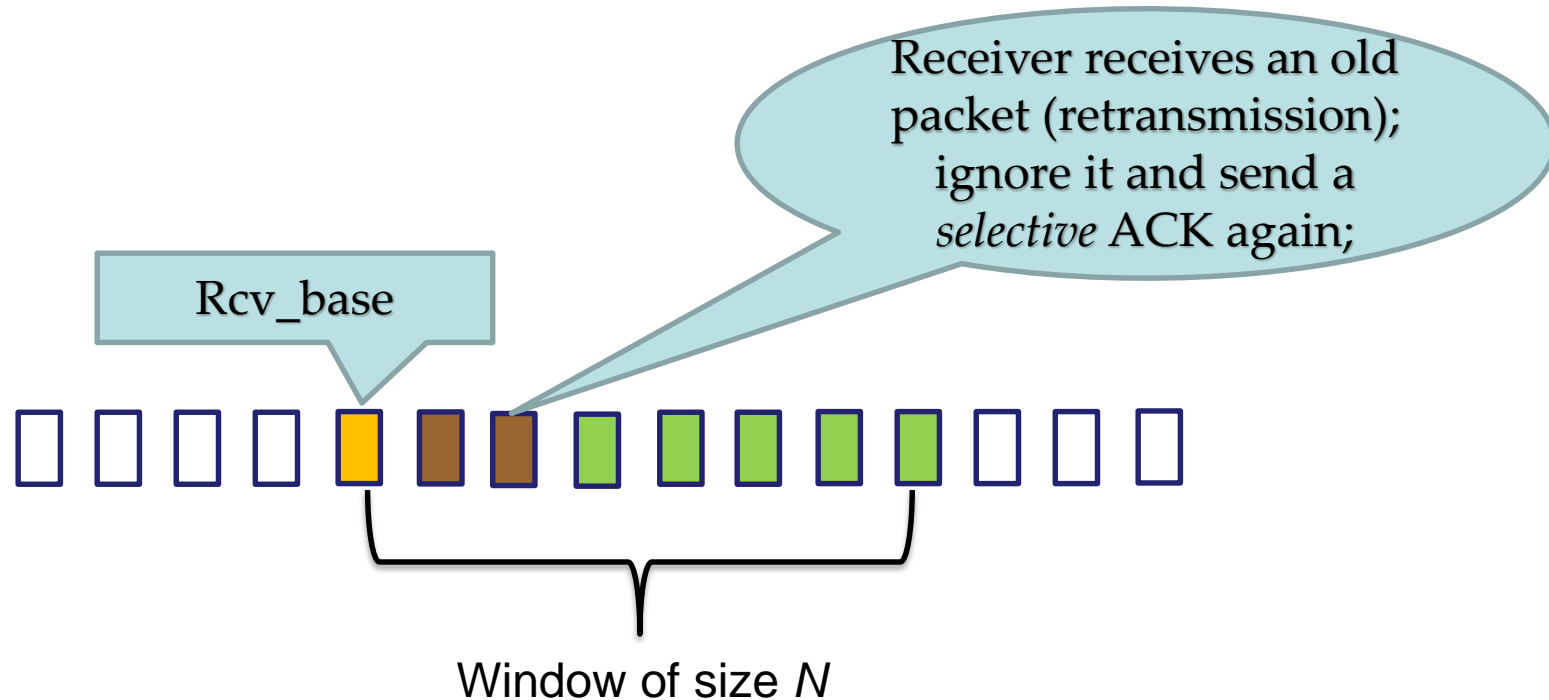 Receiver receives an old
packet (retransmission);
ignore it and send a
selective ACK again;
Rcv_base
Window of size N